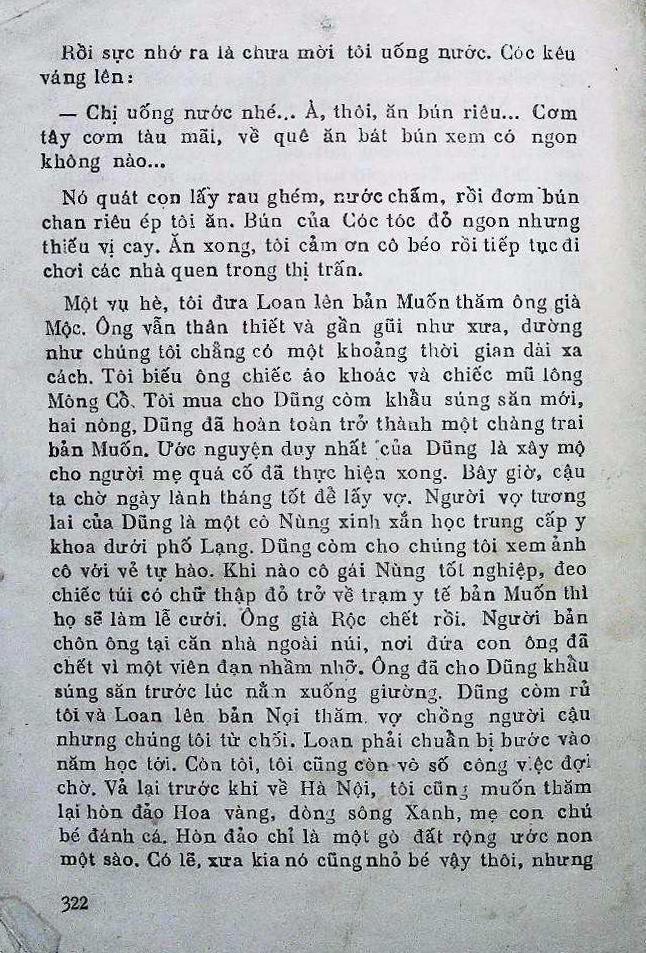 Rồi sực nhớ ra là chưa mời tôi uống nước. Cóc kêu
váng lên:
— Chị uống nước nhé... À, thôi, ăn bún riêu... Cơm
tây cơm tàu mãi, về quê ăn bát bún xem có ngon
không nào...
Nó quát con lấy rau ghém, nước chấm, rồi đơm bún
chan riêu ép tôi ăn. Bún của Cóc tóc đỏ ngon nhưng
thiếu vị cay. Ăn xong, tôi cảm ơn cô béo rồi tiếp tục đi
chơi các nhà quen trong thị trấn.
Một vụ hè, tôi đưa Loan lên bản Muốn thăm ông già
Mộc. Ông vẫn thân thiết và gần gũi như xưa, dường
như chúng tôi chẳng có một khoảng thời gian dài xa
cách. Tôi biếu ông chiếc áo khoác và chiếc mũ lông
Mông Cổ. Tôi mua cho Dũng còm khẩu súng săn mới,
hai nòng, Dũng đã hoàn toàn trở thành một chàng trai
bản Muốn. Ước nguyện duy nhất của Dũng là xây mộ
cho người mẹ quá cố đã thực hiện xong. Bây giờ, cậu
ta chờ ngày lành tháng tốt để lấy vợ. Người vợ tương
lai của Dũng là một cô Nùng xinh xắn học trung cấp y
khoa dưới phố Lạng. Dũng còm cho chúng tôi xem ảnh
cô với vẻ tự hào. Khi nào cô gái Nùng tốt nghiệp, đeo
chiếc túi có chữ thập đỏ trở về trạm y tế bản Muốn thì
họ sẽ làm lễ cưới. Ông già Rộc chết rồi. Người bản
chôn ông tại căn nhà ngoài núi, nơi đứa con ông đã
chết vì một viên đạn nhầm nhỡ. Ông đã cho Dũng khẩu
súng săn trước lúc nằn xuống giường. Dũng còm rủ
tôi và Loan lên bản Nọi thăm vợ chồng người cậu
nhưng chúng tôi từ chối. Loan phải chuẩn bị bước vào
năm học tới. Còn tôi, tôi cũng còn vô số công việc đợi
chờ. Vả lại trước khi về Hà Nội, tôi cũng muốn thăm
lại hòn đảo Hoa vàng, dòng sông Xanh, mẹ con chú
bé đánh cá. Hòn đảo chỉ là một gò đất rộng ước non
một sào. Có lẽ, xưa kia nó cũng nhỏ bé vậy thôi, nhưng
322